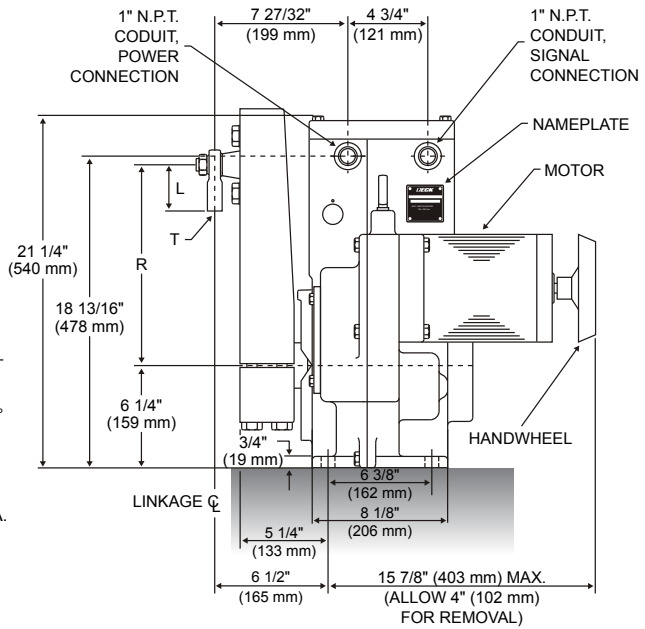 7 27/32"
(199 mm)
4 3/4"
(121 mm)
1" N.P.T.
CODUIT,
POWER
CONNECTION
1" N.P.T.
CONDUIT,
SIGNAL
CONNECTION
NAMEPLATE
MOTOR
L
T
R
21 1/4"
(540 mm)
18 13/16"
(478 mm)
6 1/4"
(159 mm)
3/4"
(19 mm)
HANDWHEEL
6 3/8"
(162 mm)
8 1/8"
(206 mm)
LINKAGE ℄
A.
5 1/4"
(133 mm)
6 1/2"
(165 mm)
15 7/8" (403 mm) MAX.
(ALLOW 4" (102 mm)
FOR REMOVAL)